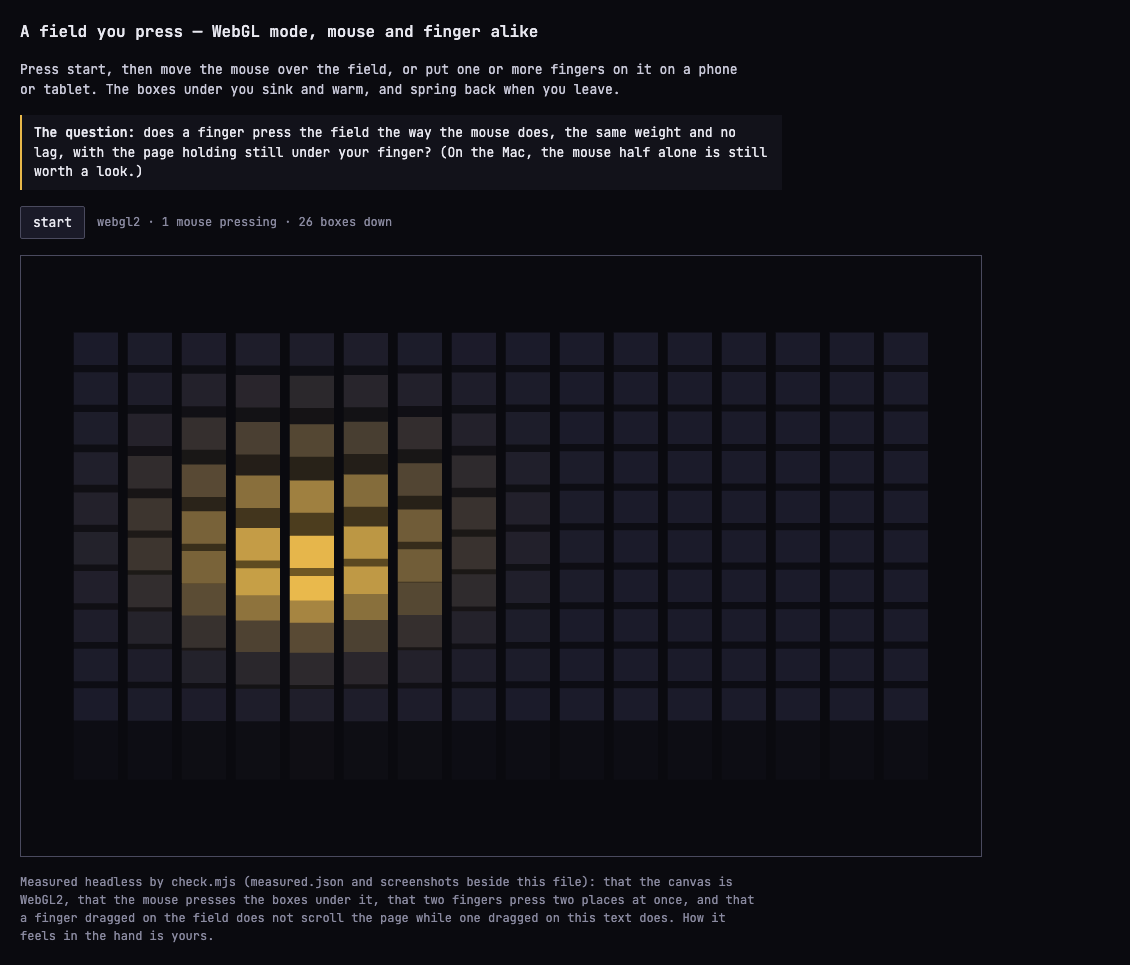 A field you press — WebGL mode, mouse and finger alike
Press start, then move the mouse over the field, or put one or more fingers on it on a phone
or tablet. The boxes under you sink and warm, and spring back when you leave.
The question: does a finger press the field the way the mouse does, the same weight and no
lag, with the page holding still under your finger? (On the Mac, the mouse half alone is still
worth a look.)
start
webgl2 · 1 mouse pressing · 26 boxes down
Measured headless by check.mjs (measured.json and screenshots beside this file): that the canvas is
WebGL2, that the mouse presses the boxes under it, that two fingers press two places at once, and that
a finger dragged on the field does not scroll the page while one dragged on this text does. How it
feels in the hand is yours.